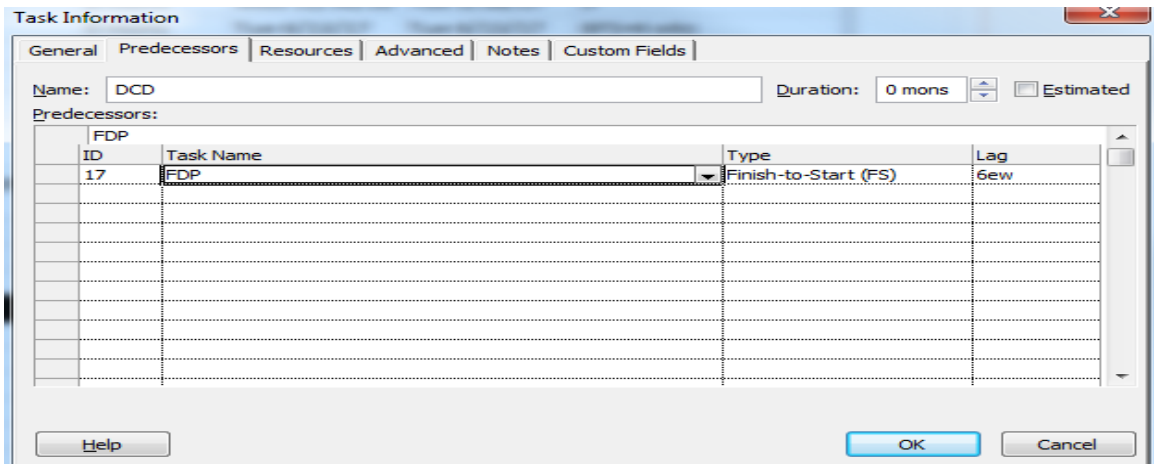 Task Information
General Predecessors Resources Advanced Notes Custom Fields
Name: DCD Duration: 0 mons Estimated
Predecessors:
FDP
ID Task Name Type Lag
17 FDP Finish-to-Start (FS) 6ew
Help OK Cancel